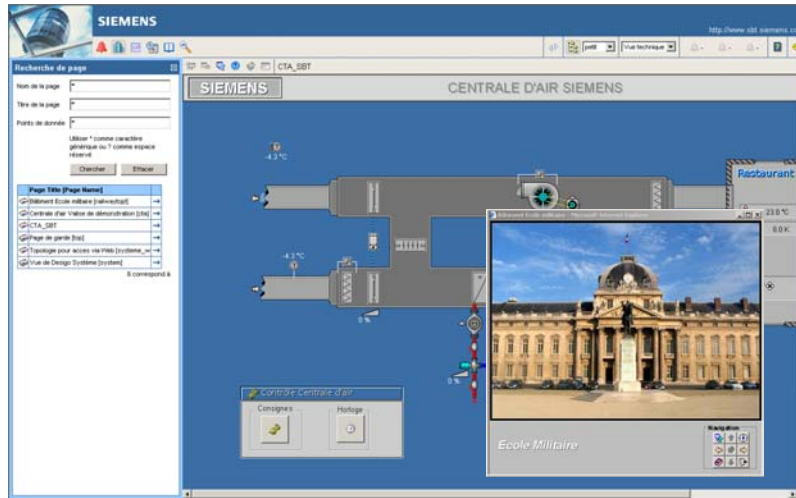 SIEMENS
http://www.sbt.siemens.co
petit
Vue technique
Recherche de page
CTA_SBT
Nom de la page *
Titre de la page *
Points de donnée *
Utiliser * comme caractère
générique ou ? comme espace
réservé
Chercher Effacer
Page Title [Page Name]
Bâtiment Ecole militaire [railway/top]
Centrale d'air Valise de démonstration [cta]
CTA_SBT
Page de garde [top]
Topologie pour acces via Web [systeme_w
Vue de Desigo Système [system]
SIEMENS
CENTRALE D'AIR SIEMENS
-4.3 °C
Restaurant
23.0 °C
0.0 K
-4.3 °C
0 %
0 %
Contrôle Centrale d'air
Consignes
Horloge
Bâtiment Ecole militaire - Microsoft Internet Explorer
Ecole Militaire
Navigation